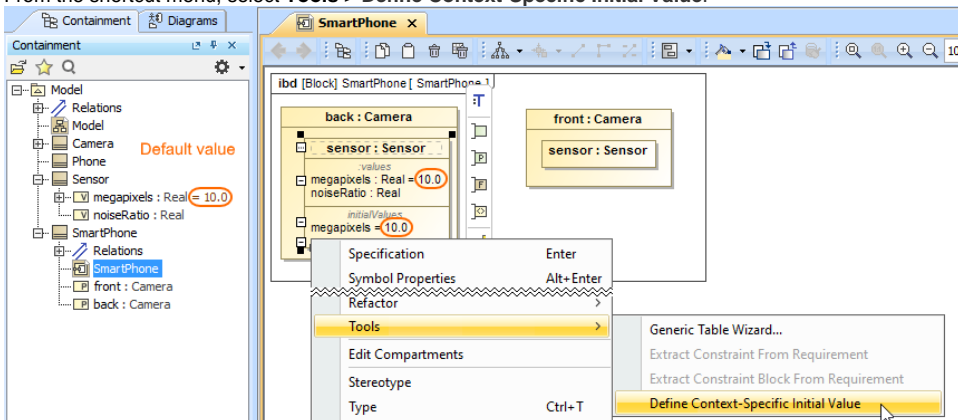 From the shortcut menu, select Tools > Define Context-Specific Initial Value.
Containment Diagrams
Containment
Model
Relations
Model
Camera
Phone
Sensor
megapixels : Real = 10.0
noiseRatio : Real
SmartPhone
Relations
SmartPhone
front : Camera
back : Camera
Default value
SmartPhone
10
ibd [Block] SmartPhone [ SmartPhone ]
back : Camera
sensor : Sensor
:values
megapixels : Real = 10.0
noiseRatio : Real
initialValues
megapixels = 10.0
front : Camera
sensor : Sensor
Specification Enter
Symbol Properties Alt+Enter
Refactor
Tools
Edit Compartments
Stereotype
Type Ctrl+T
Generic Table Wizard...
Extract Constraint From Requirement
Extract Constraint Block From Requirement
Define Context-Specific Initial Value